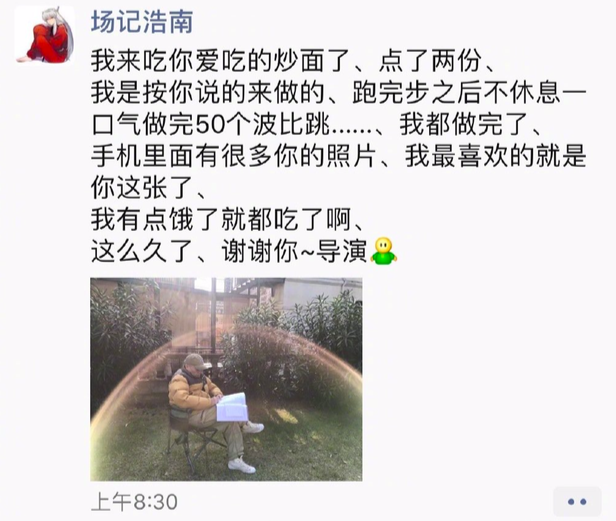 场记浩南
我来吃你爱吃的炒面了、点了两份、
我是按你说的来做的、跑完步之后不休息一
口气做完50个波比跳......、我都做完了、
手机里面有很多你的照片、我最喜欢的就是
你这张了、
我有点饿了就都吃了啊、
这么久了、谢谢你~导演
上午8:30